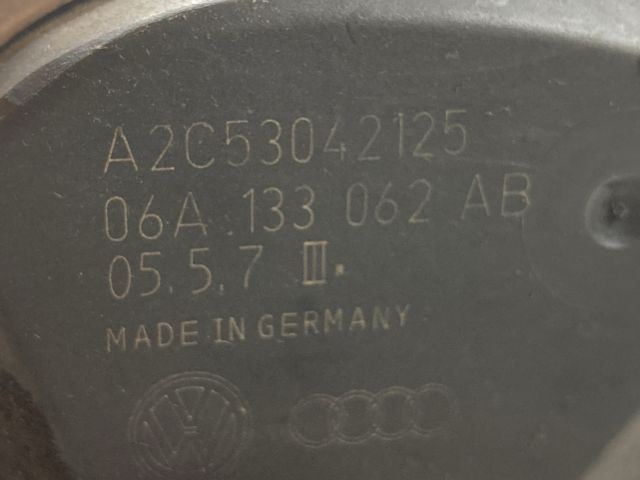 A2C53042125
06A 133 062 AB
05.5.7 III.
MADE IN GERMANY